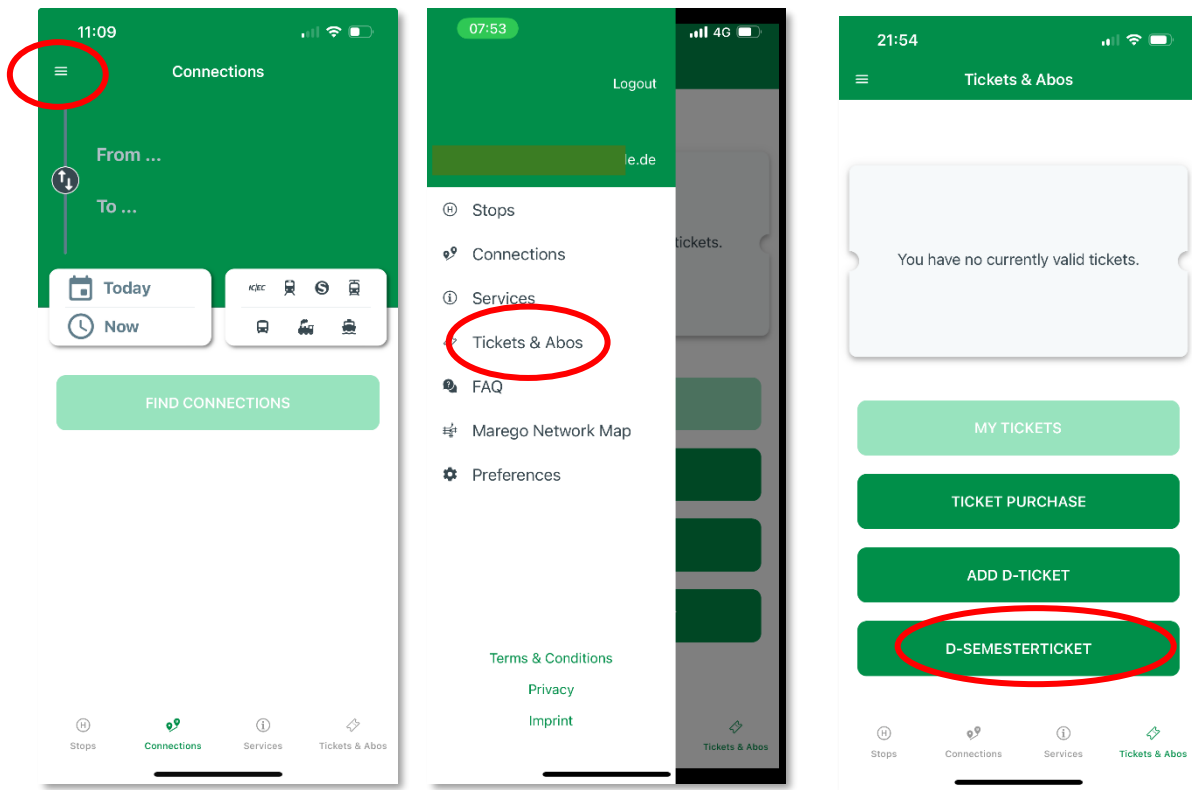 11:09
Connections
From ...
To ...
Today
IC/EC
Now
FIND CONNECTIONS
Stops
Connections
Services
Tickets & Abos
07:53
4G
Logout
le.de
Stops
Connections
Services
Tickets & Abos
FAQ
Marego Network Map
Preferences
tickets.
Terms & Conditions
Privacy
Imprint
Tickets & Abos
21:54
Tickets & Abos
You have no currently valid tickets.
MY TICKETS
TICKET PURCHASE
ADD D-TICKET
D-SEMESTERTICKET
Stops
Connections
Services
Tickets & Abos